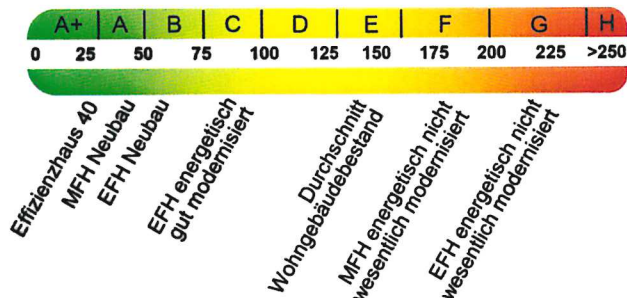 A+ A B C D E F G H
0 25 50 75 100 125 150 175 200 225 >250
Effizienzhaus 40
MFH Neubau
EFH Neubau
EFH energetisch
gut modernisiert
Durchschnitt
Wohngebäudebestand
MFH energetisch nicht
wesentlich modernisiert
EFH energetisch nicht
wesentlich modernisiert